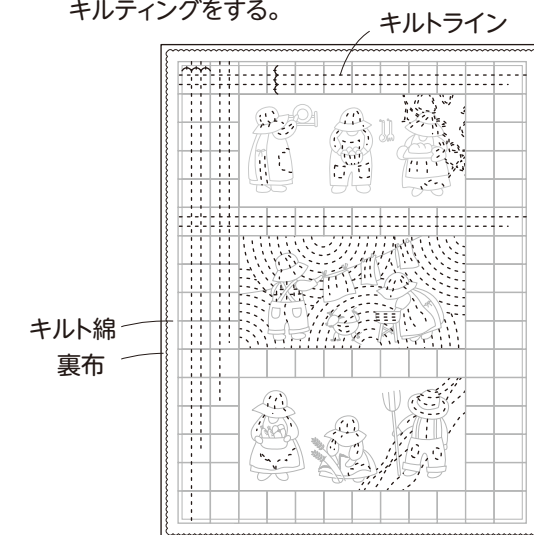 キルティングをする。
キルトライン
キルト綿
裏布